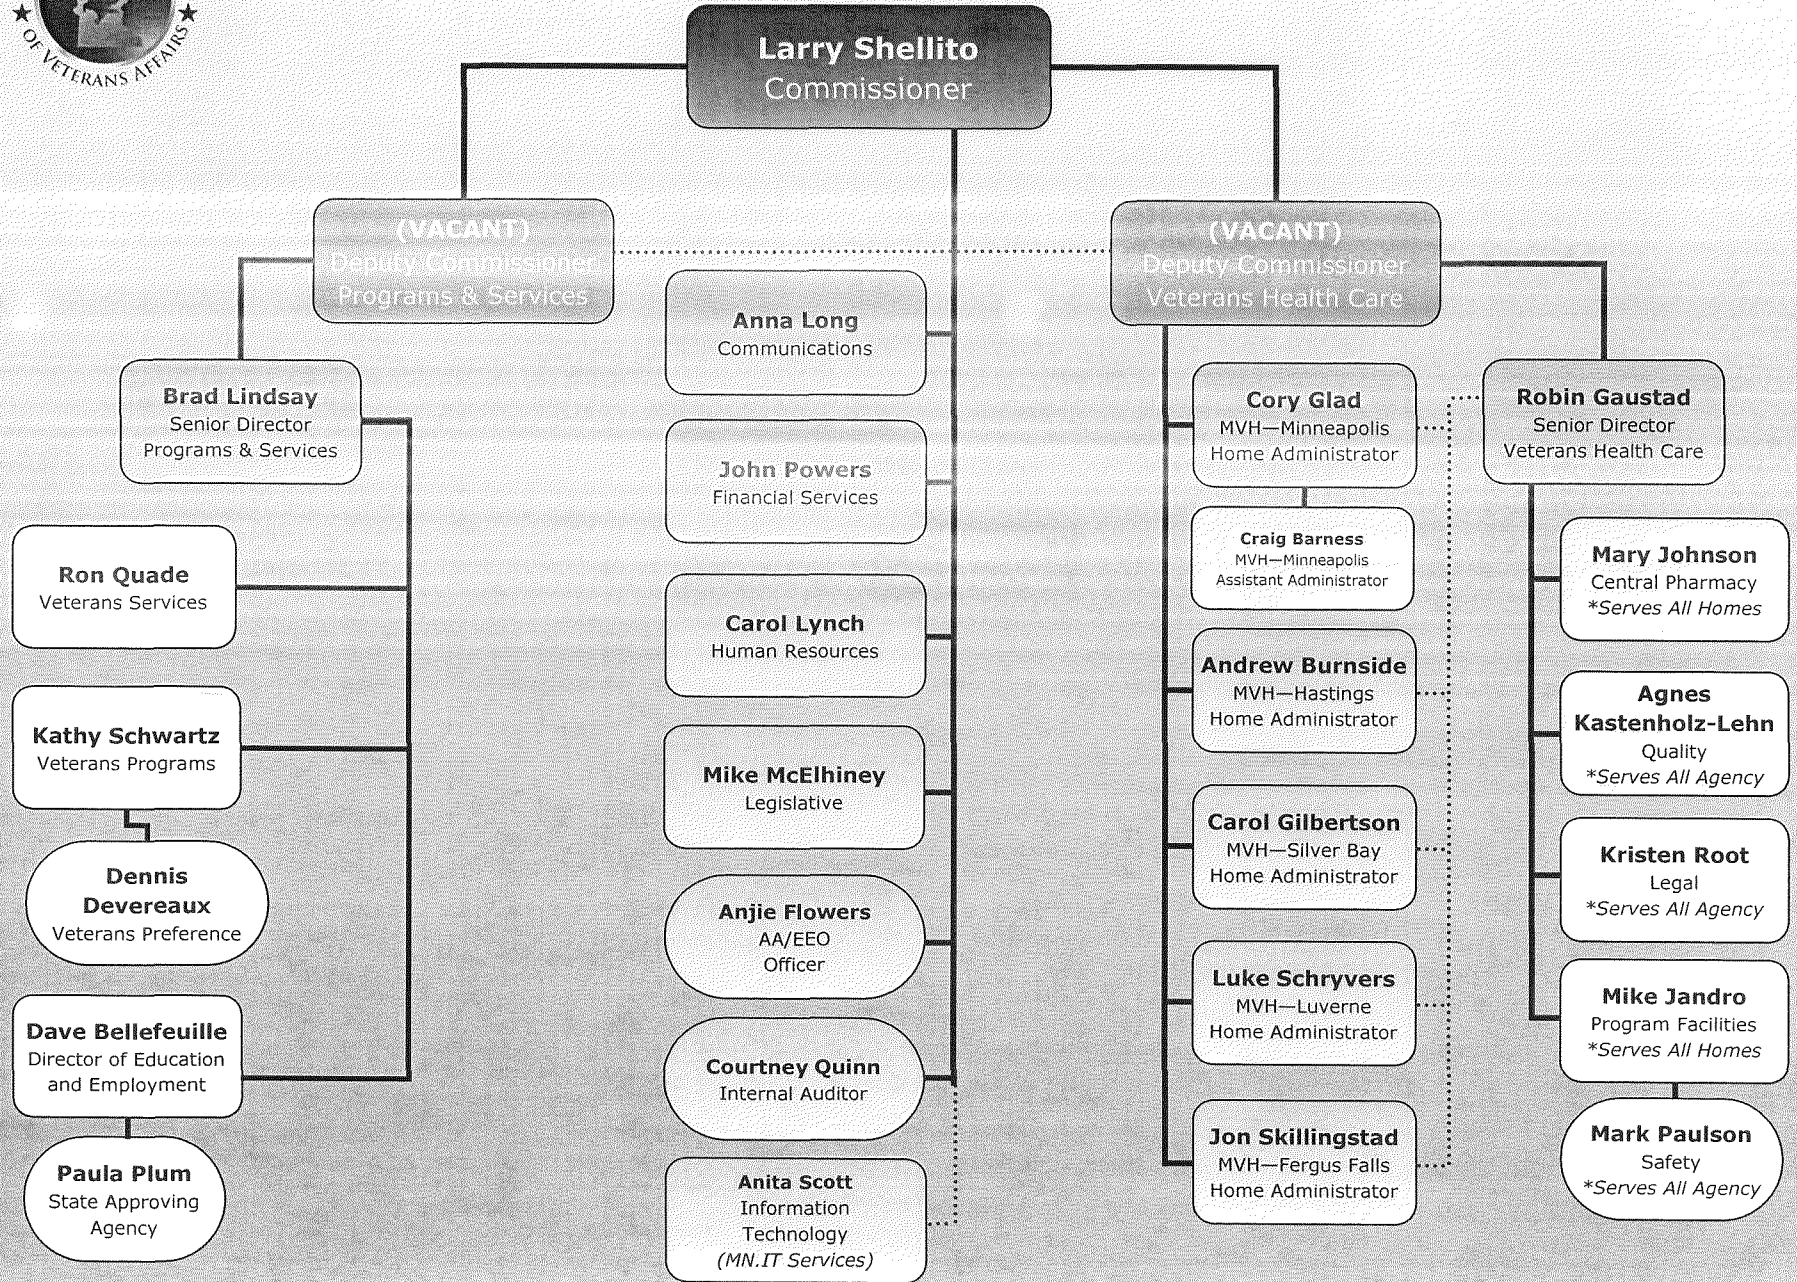 OF VETERANS AFFAIRS
Larry Shellito
Commissioner
(VACANT)
Deputy Commissioner
Programs & Services
(VACANT)
Deputy Commissioner
Veterans Health Care
Brad Lindsay
Senior Director
Programs & Services
Ron Quade
Veterans Services
Kathy Schwartz
Veterans Programs
Dennis
Devereaux
Veterans Preference
Dave Bellefeuille
Director of Education
and Employment
Paula Plum
State Approving
Agency
Anna Long
Communications
John Powers
Financial Services
Carol Lynch
Human Resources
Mike McElhiney
Legislative
Anjie Flowers
AA/EEO
Officer
Courtney Quinn
Internal Auditor
Anita Scott
Information
Technology
(MN.IT Services)
Cory Glad
MVH—Minneapolis
Home Administrator
Craig Barness
MVH—Minneapolis
Assistant Administrator
Andrew Burnside
MVH—Hastings
Home Administrator
Carol Gilbertson
MVH—Silver Bay
Home Administrator
Luke Schryvers
MVH—Luverne
Home Administrator
Jon Skillingstad
MVH—Fergus Falls
Home Administrator
Robin Gaustad
Senior Director
Veterans Health Care
Mary Johnson
Central Pharmacy
*Serves All Homes
Agnes
Kastenholz-Lehn
Quality
*Serves All Agency
Kristen Root
Legal
*Serves All Agency
Mike Jandro
Program Facilities
*Serves All Homes
Mark Paulson
Safety
*Serves All Agency